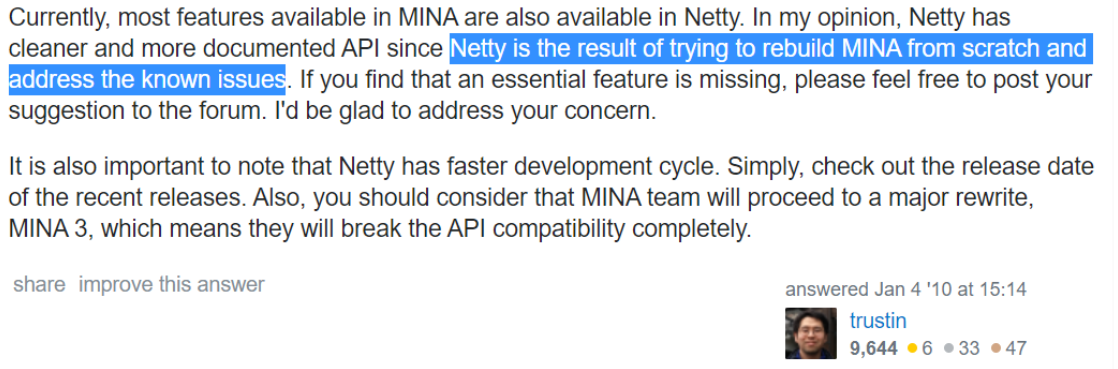 Currently, most features available in MINA are also available in Netty. In my opinion, Netty has
cleaner and more documented API since Netty is the result of trying to rebuild MINA from scratch and
address the known issues. If you find that an essential feature is missing, please feel free to post your
suggestion to the forum. I'd be glad to address your concern.
It is also important to note that Netty has faster development cycle. Simply, check out the release date
of the recent releases. Also, you should consider that MINA team will proceed to a major rewrite,
MINA 3, which means they will break the API compatibility completely.
share improve this answer
answered Jan 4 '10 at 15:14
trustin
9,644 ●6 ●33 ●47